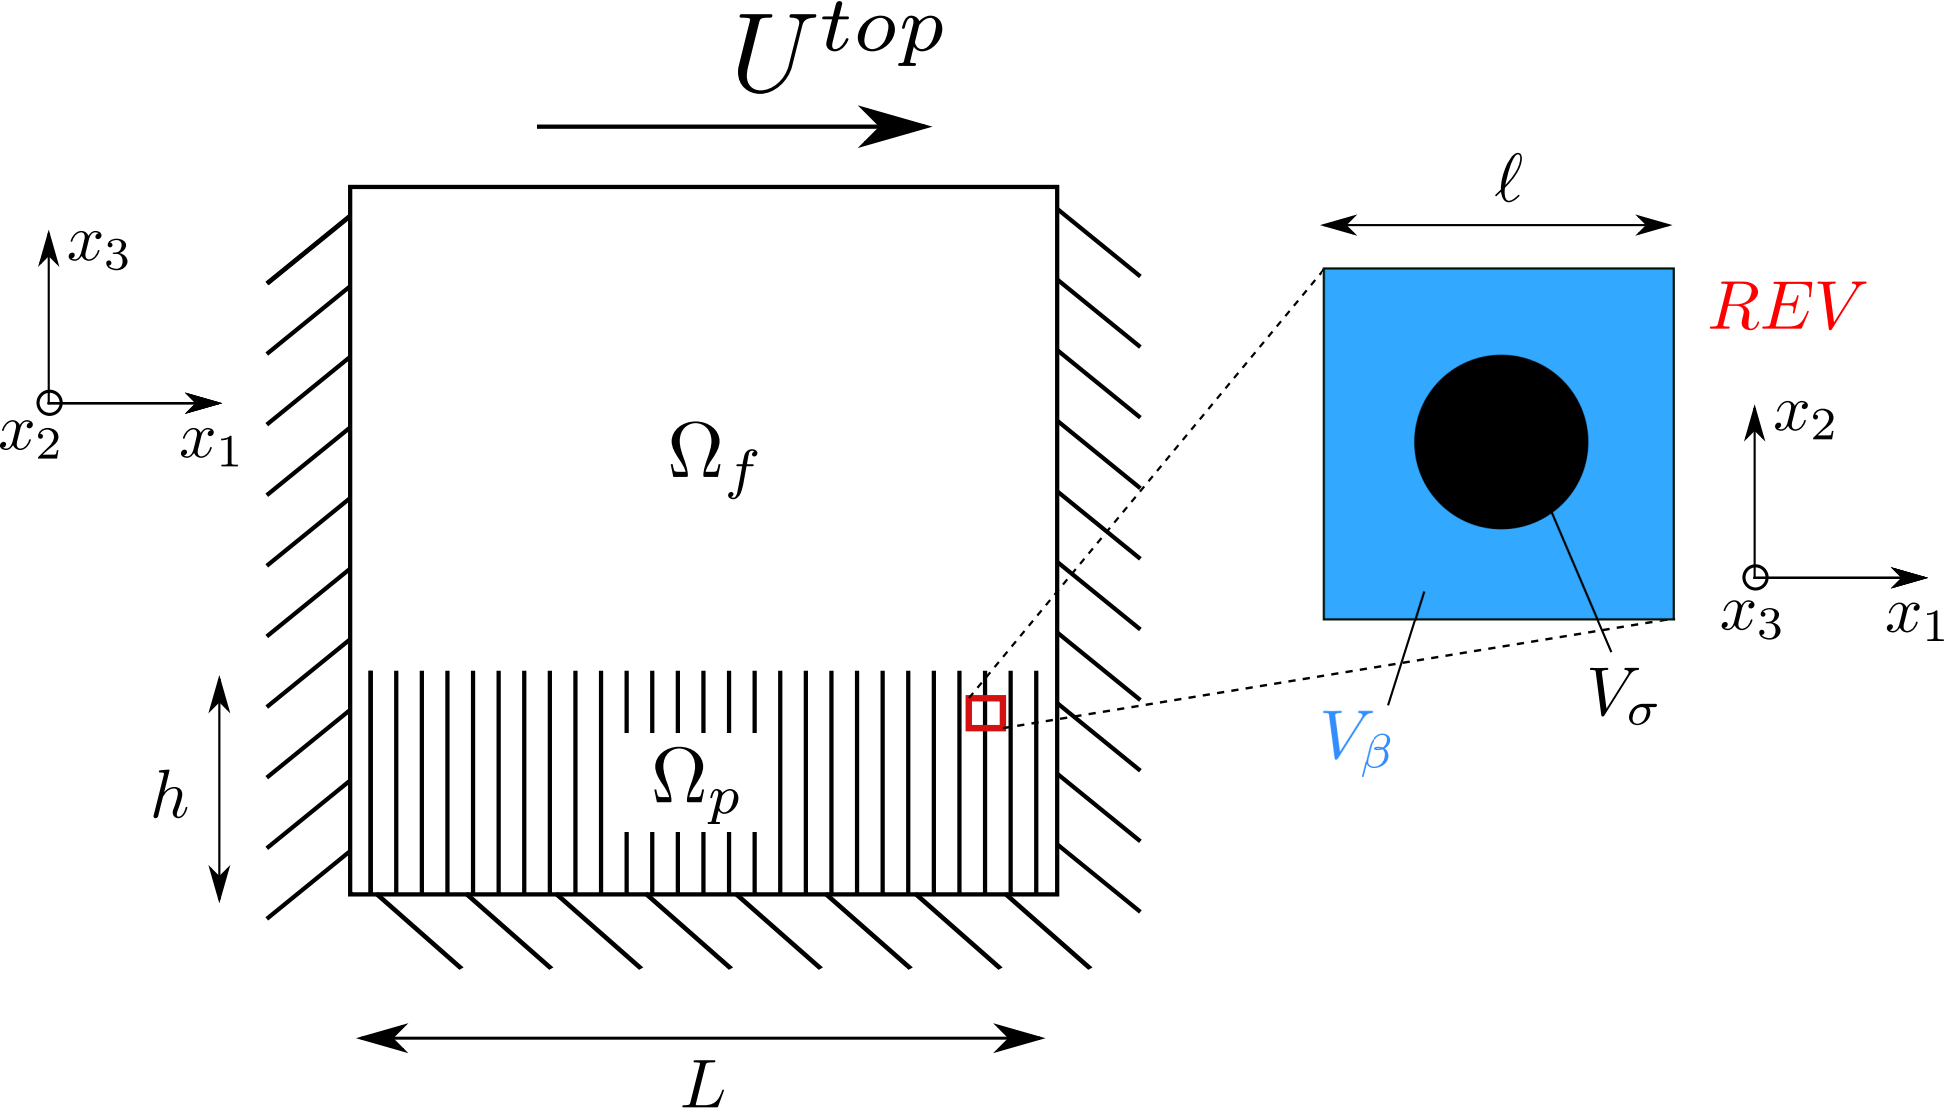 U^{top}
x_3
x_2
x_1
Ω_f
Ω_p
h
L
ℓ
REV
x_2
x_3
x_1
V_β
V_σ